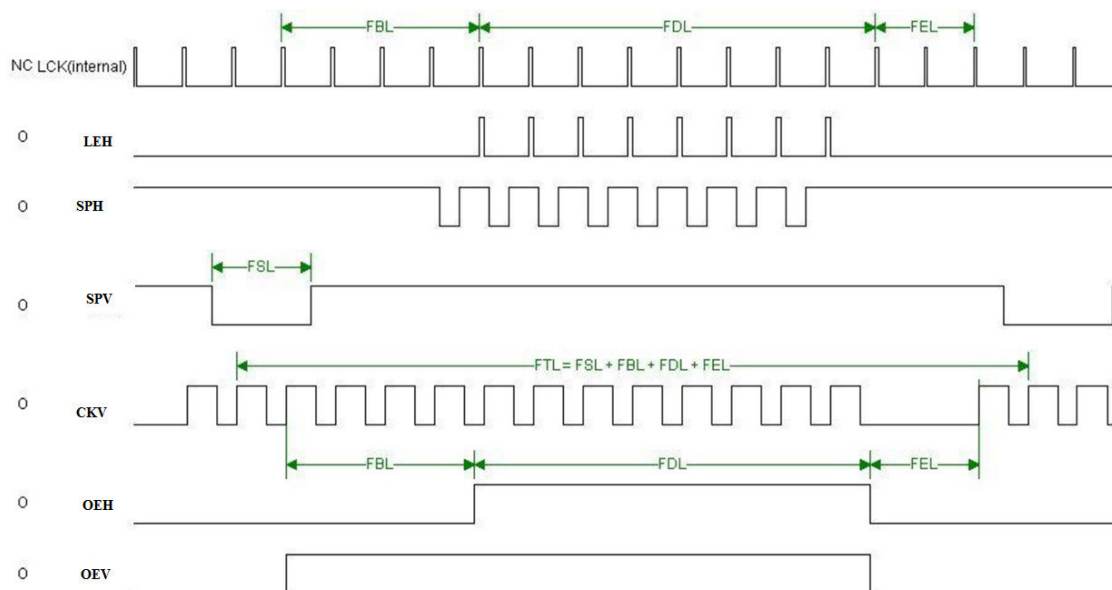 FBL FDL FEL
NC LCK(internal)
O LEH
O SPH
FSL
O SPV
FTL = FSL + FBL + FDL + FEL
O CKV
FBL FDL FEL
O OEH
O OEV